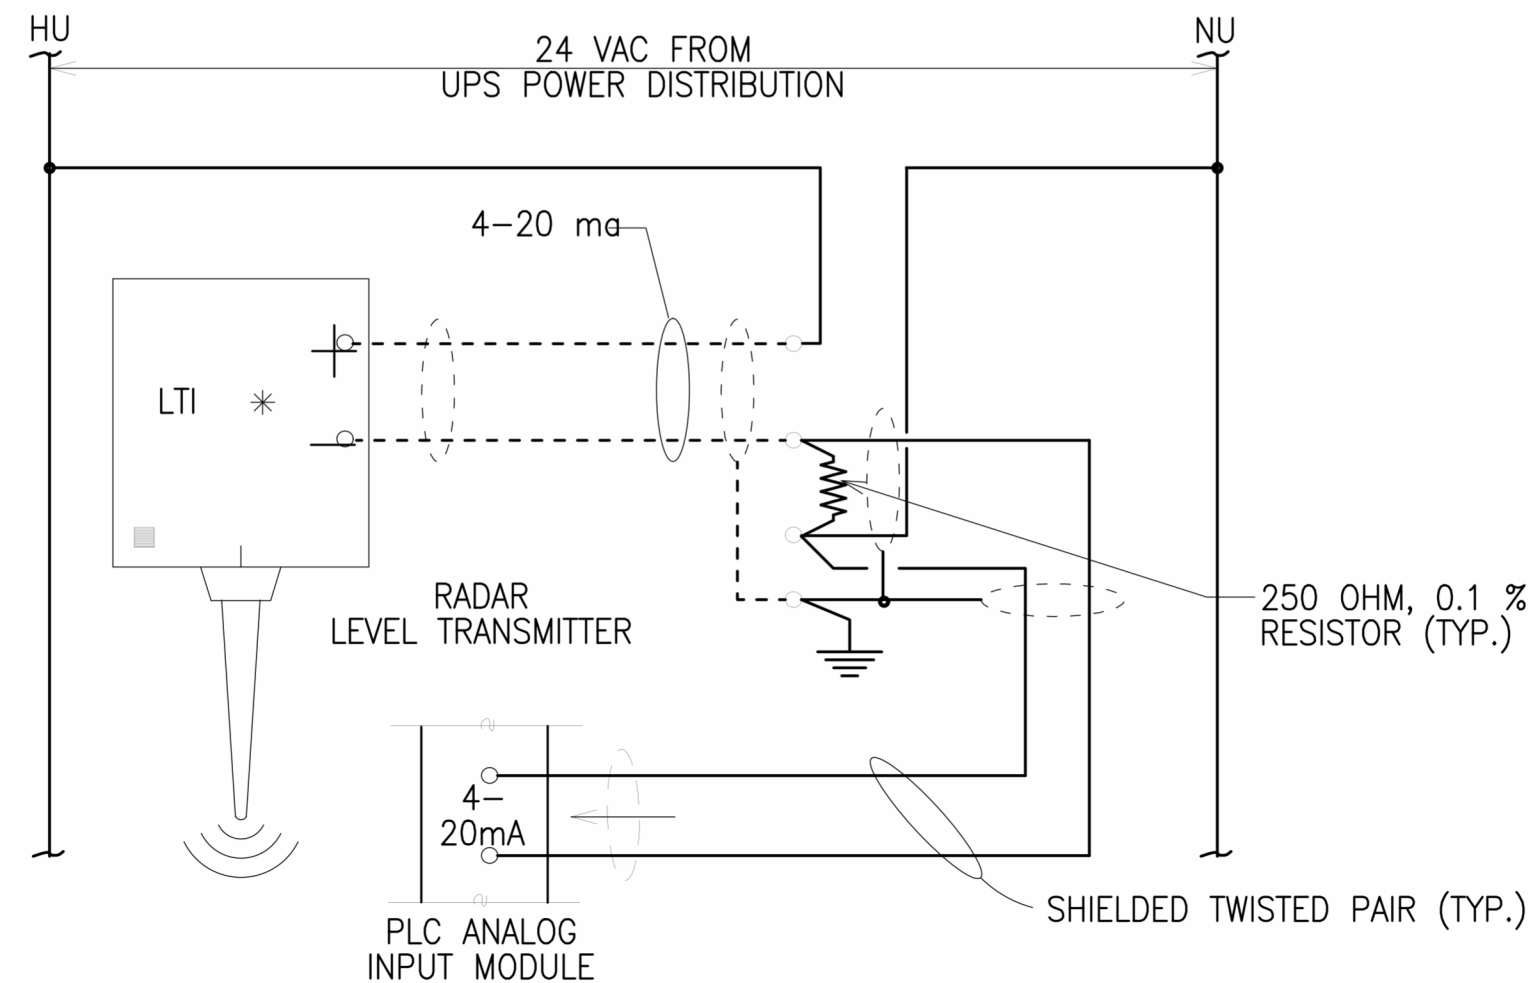 HU
NU
24 VAC FROM
UPS POWER DISTRIBUTION
4-20 ma
LTI
RADAR
LEVEL TRANSMITTER
250 OHM, 0.1 %
RESISTOR (TYP.)
4-
20mA
SHIELDED TWISTED PAIR (TYP.)
PLC ANALOG
INPUT MODULE